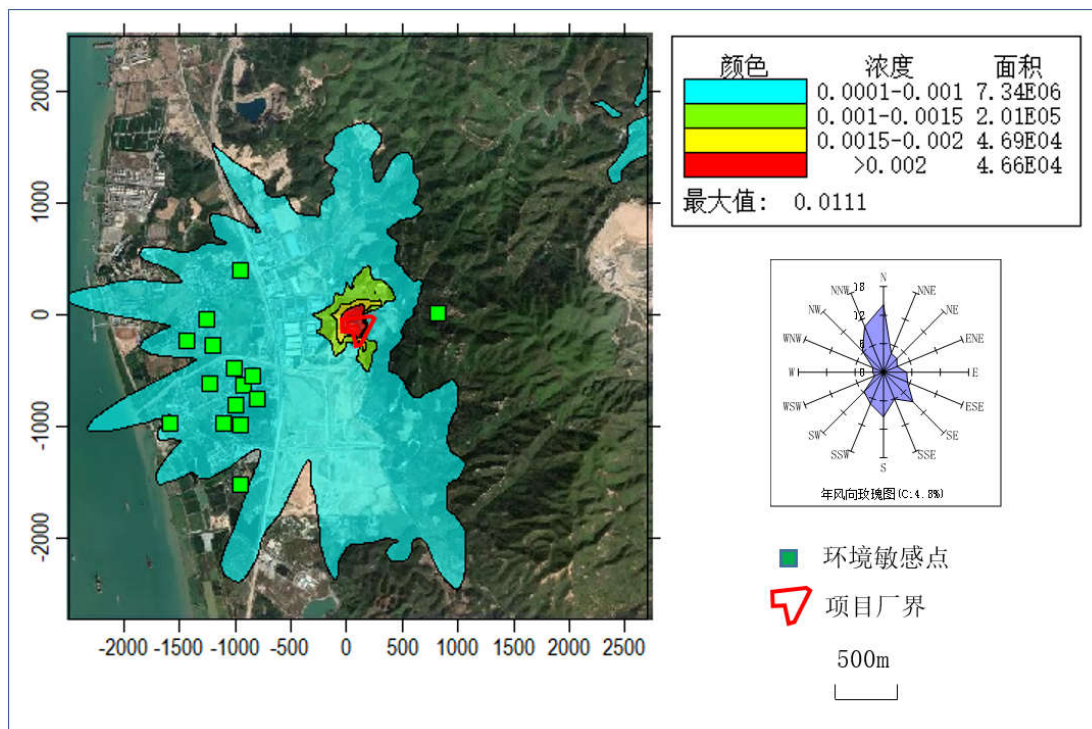 2000
1000
0
-1000
-2000
-2000 -1500 -1000 -500 0 500 1000 1500 2000 2500
颜色 浓度 面积
0.0001-0.001 7.34E06
0.001-0.0015 2.01E05
0.0015-0.002 4.69E04
>0.002 4.66E04
最大值: 0.0111
N
NNW 18 NNE
NW 12 NE
WNW 6 ENE
W 0 E
WSW ESE
SW SE
SSW SSE
S
年风向玫瑰图(C:4.8%)
环境敏感点
项目厂界
500m